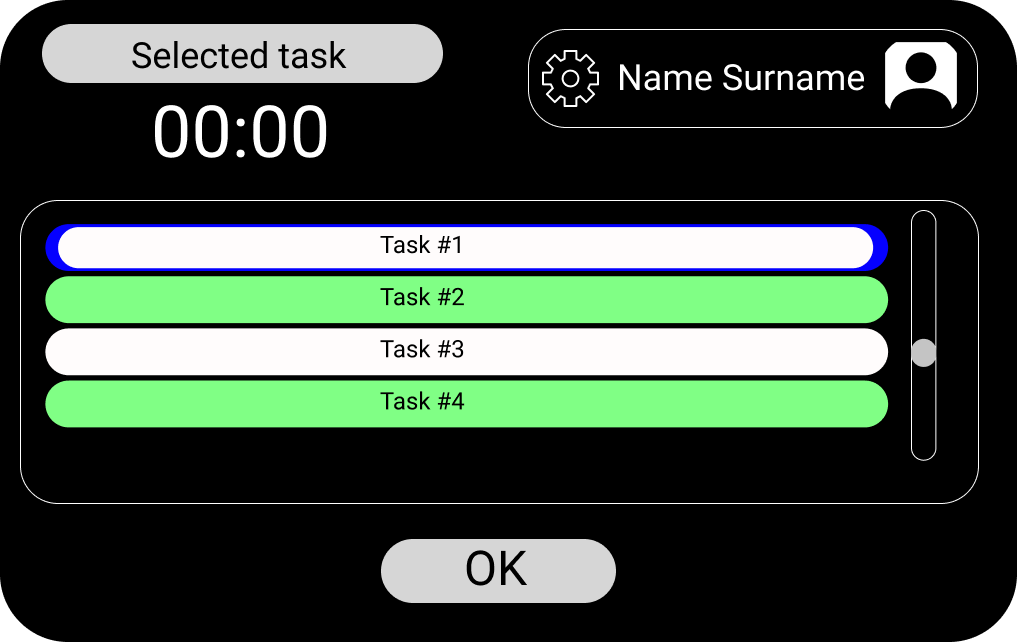 Selected task
00:00
Name Surname
Task #1
Task #2
Task #3
Task #4
OK